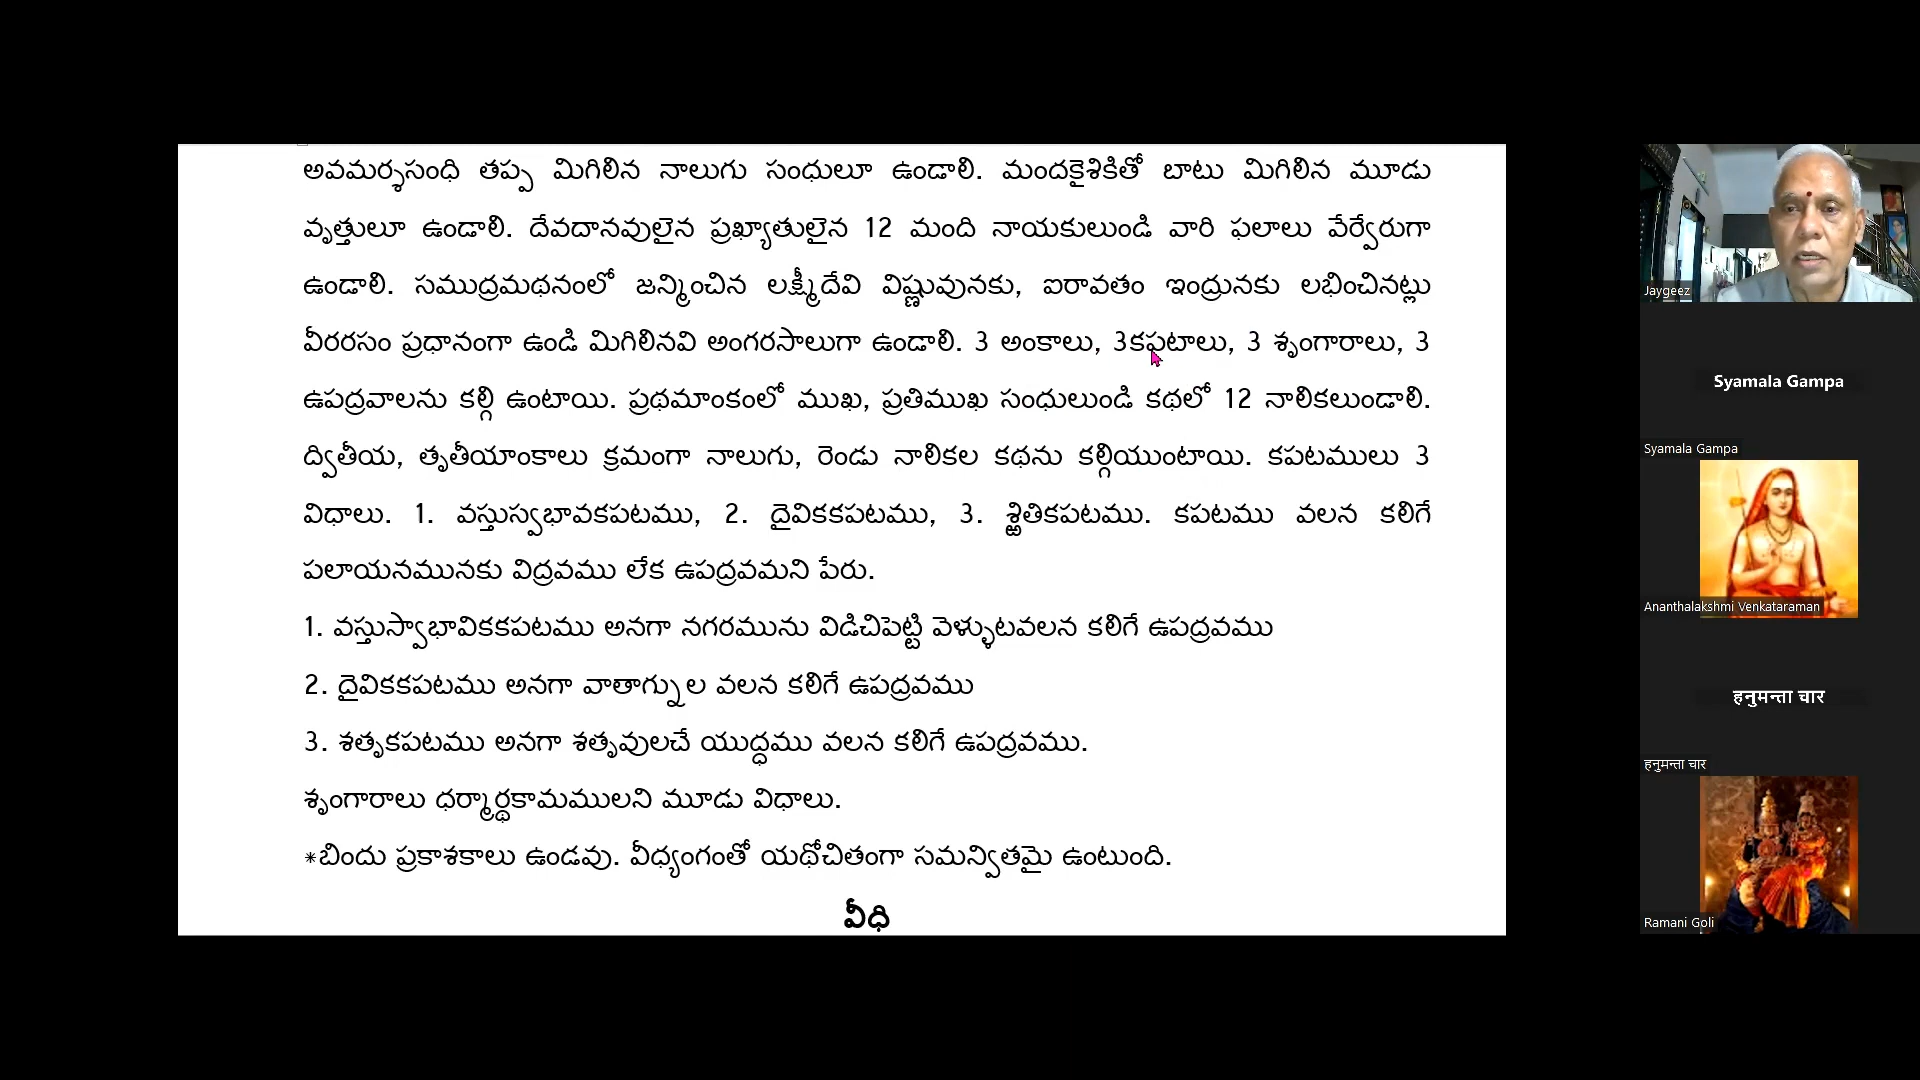 అవమర్శసంధి తప్ప మిగిలిన నాలుగు సంధులూ ఉండాలి. మందకైశికితో బాటు మిగిలిన మూడు
వృత్తులూ ఉండాలి. దేవదానవులైన ప్రఖ్యాతులైన 12 మంది నాయకులుండి వారి ఫలాలు వేర్వేరుగా
ఉండాలి. సముద్రమథనంలో జన్మించిన లక్ష్మీదేవి విష్ణువునకు, ఐరావతం ఇంద్రునకు లభించినట్లు
వీరరసం ప్రధానంగా ఉండి మిగిలినవి అంగరసాలుగా ఉండాలి. 3 అంకాలు, 3కపటాలు, 3 శృంగారాలు, 3
ఉపద్రవాలను కల్గి ఉంటాయి. ప్రథమాంకంలో ముఖ, ప్రతిముఖ సంధులుండి కథలో 12 నాలికలుండాలి.
ద్వితీయ, తృతీయాంకాలు క్రమంగా నాలుగు, రెండు నాలికల కథను కల్గియుంటాయి. కపటములు 3
విధాలు. 1. వస్తుస్వభావకపటము, 2. దైవికకపటము, 3. కపటము వలన కలిగే
పలాయనమునకు విద్రవము లేక ఉపద్రవమని పేరు.
1. వస్తుస్వాభావికకపటము అనగా నగరమును విడిచిపెట్టి వెళ్ళుటవలన కలిగే ఉపద్రవము
2. దైవికకపటము అనగా వాతాగ్నుల వలన కలిగే ఉపద్రవము
3. శతృకపటము అనగా శతృవులచే యుద్ధము వలన కలిగే ఉపద్రవము.
శృంగారాలు ధర్మార్థకామములని మూడు విధాలు.
*బిందు ప్రకాశకాలు ఉండవు. వీధ్యంగంతో యథోచితంగా సమన్వితమై ఉంటుంది.
వీధి
Jaygeez
Syamala Gampa
Syamala Gampa
Ananthalakshmi Venkataraman
हनुमन्ता चार
हनुमन्ता चार
Ramani Goli